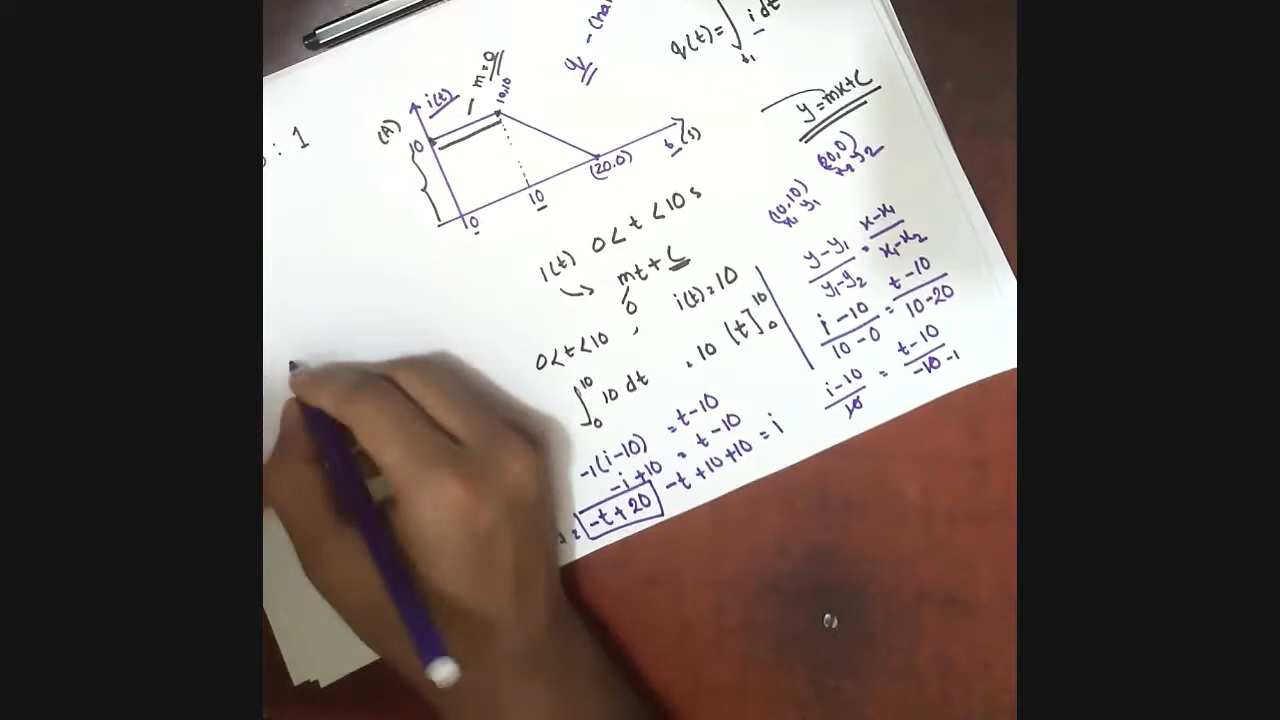 : 1
(A)
i(t)
m=0
10,10
10
0
10
(20,0)
t (s)
q -
q(t) = ∫ i dt
t₁
y=mx+c
(20,0)
x₂ y₂
(10,10)
x₁ y₁
i(t) 0<t<10 s
mt+C
0
0<t<10 , i(t)=10
∫₀¹⁰ 10 dt = 10 [t]₀¹⁰
y-y₁/y₁-y₂ = x-x₁/x₁-x₂
i-10/10-0 = t-10/10-20
i-10/10 = t-10/-10 -1
-1(i-10) = t-10
-i+10 = t-10
-t+10+10 = i
= -t+20